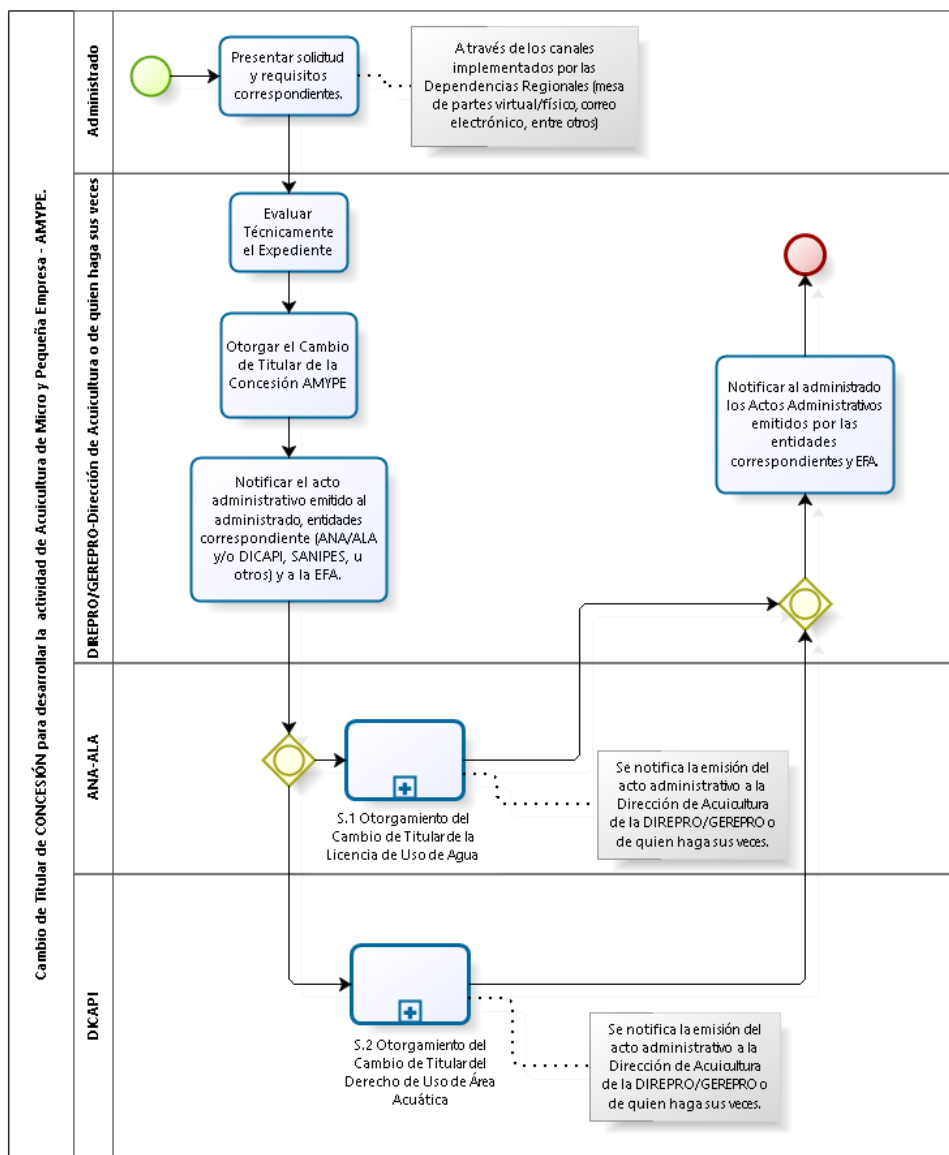 Cambio de Titular de CONCESIÓN para desarrollar la actividad de Acuicultura de Micro y Pequeña Empresa - AMYPE.
Administrado
Presentar solicitud
y requisitos
correspondientes.
A través de los canales
implementados por las
Dependencias Regionales (mesa
de partes virtual/físico, correo
electrónico, entre otros)
DIREPRO/GEREPRO-Dirección de Acuicultura o de quien haga sus veces
Evaluar
Técnicamente
el Expediente
Otorgar el Cambio
de Titular de la
Concesión AMYPE
Notificar el acto
administrativo emitido al
administrado, entidades
correspondiente (ANA/ALA
y/o DICAPI, SANIPES, u
otros) y a la EFA.
Notificar al administrado
los Actos Administrativos
emitidos por las
entidades
correspondientes y EFA.
ANA-ALA
S.1 Otorgamiento del
Cambio de Titular de la
Licencia de Uso de Agua
Se notifica la emisión del
acto administrativo a la
Dirección de Acuicultura
de la DIREPRO/GEREPRO o
de quien haga sus veces.
DICAPI
S.2 Otorgamiento del
Cambio de Titular del
Derecho de Uso de Área
Acuática
Se notifica la emisión del
acto administrativo a la
Dirección de Acuicultura
de la DIREPRO/GEREPRO o
de quien haga sus veces.